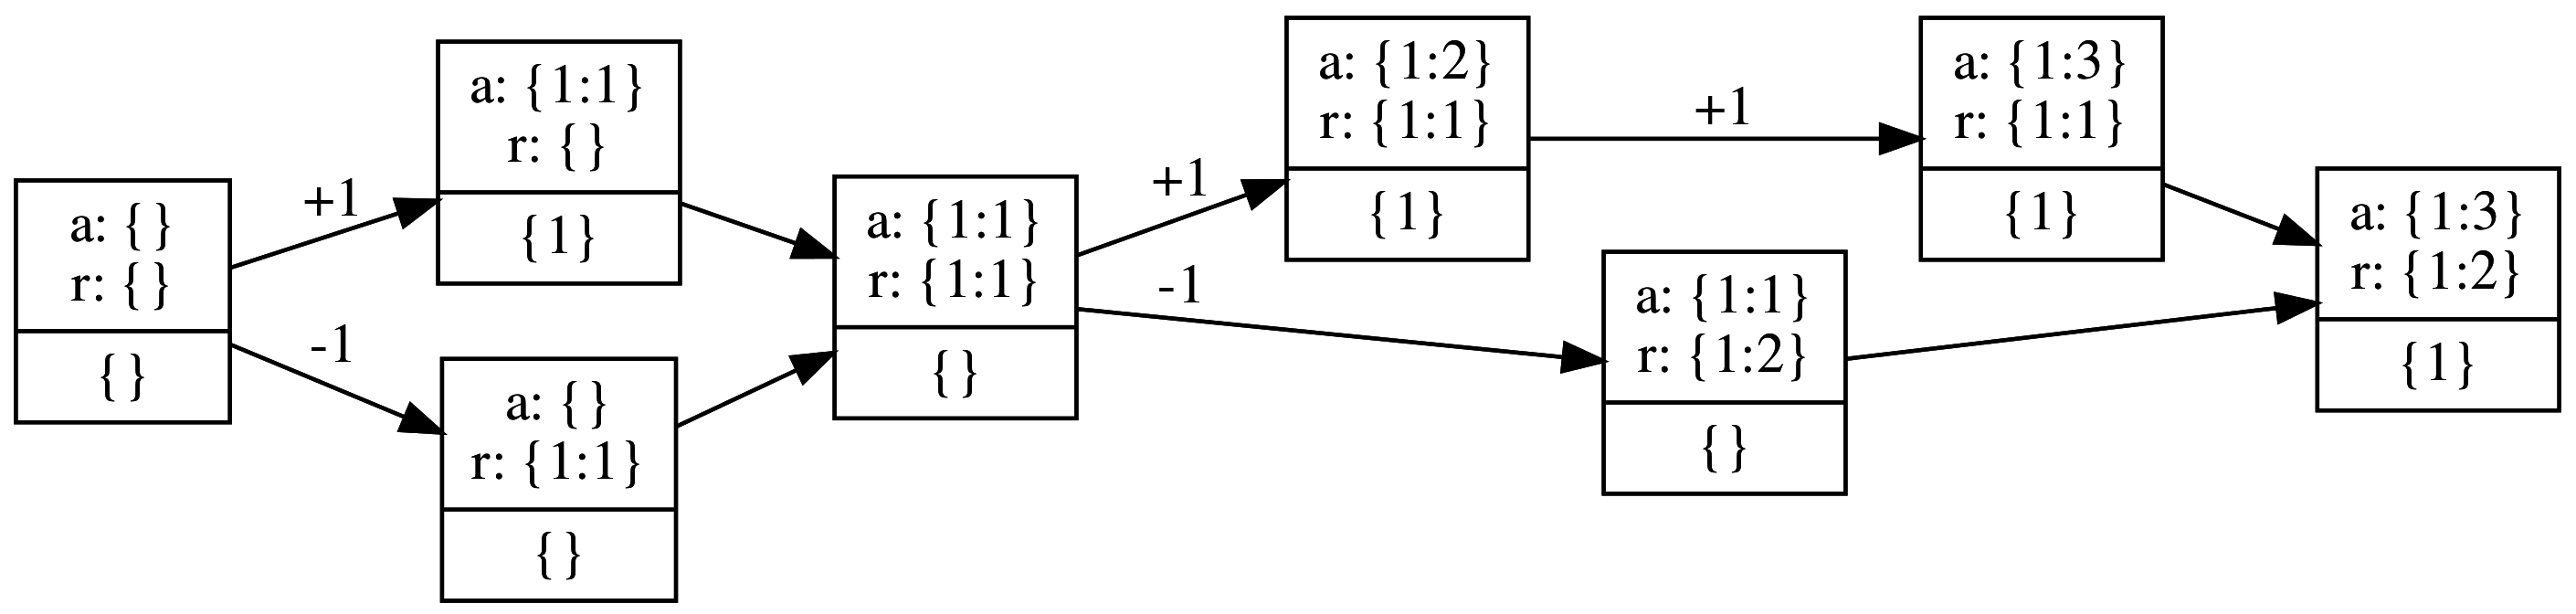 a: {}
r: {}
{}
+1
-1
a: {1:1}
r: {}
{1}
a: {}
r: {1:1}
{}
a: {1:1}
r: {1:1}
{}
+1
-1
a: {1:2}
r: {1:1}
{1}
+1
a: {1:1}
r: {1:2}
{}
a: {1:3}
r: {1:1}
{1}
a: {1:3}
r: {1:2}
{1}